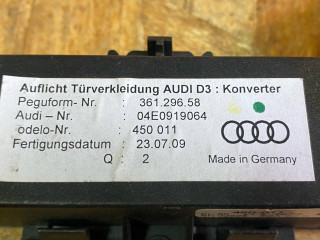 Auflicht Türverkleidung AUDI D3 : Konverter
Peguform- Nr. : 361.296.58
Audi – Nr. : 04E0919064
odelo-Nr. : 450 011
Fertigungsdatum : 23.07.09
Q : 2
Made in Germany